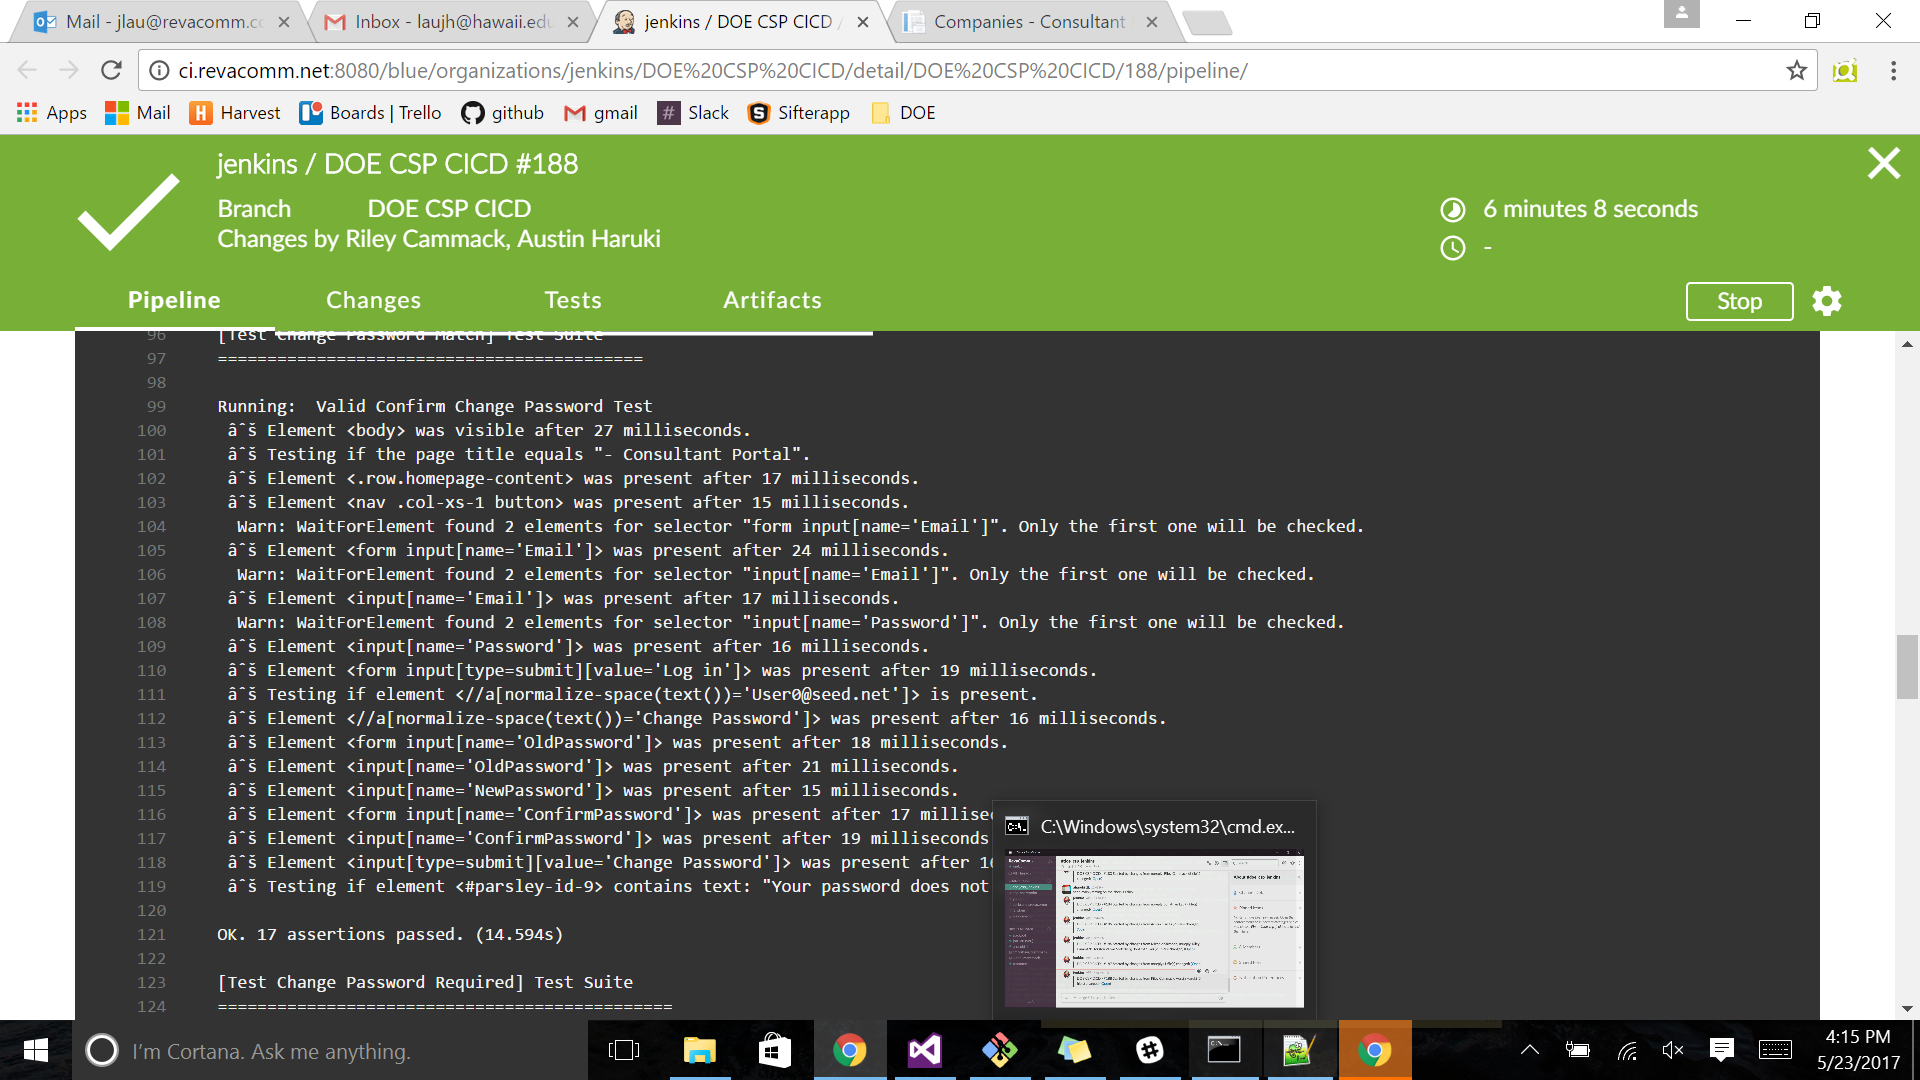 Mail - jlau@revacomm.co
Inbox - laujh@hawaii.edu
jenkins / DOE CSP CICD /
Companies - Consultant
ci.revacomm.net:8080/blue/organizations/jenkins/DOE%20CSP%20CICD/detail/DOE%20CSP%20CICD/188/pipeline/
Apps Mail Harvest Boards | Trello github gmail Slack Sifterapp DOE
jenkins / DOE CSP CICD #188
Branch DOE CSP CICD
Changes by Riley Cammack, Austin Haruki
6 minutes 8 seconds
-
Pipeline Changes Tests Artifacts
Stop
96 [Test Change Password Match] Test Suite
97 ===========================================
98
99 Running:  Valid Confirm Change Password Test
100 âˆš Element <body> was visible after 27 milliseconds.
101 âˆš Testing if the page title equals "- Consultant Portal".
102 âˆš Element <.row.homepage-content> was present after 17 milliseconds.
103 âˆš Element <nav .col-xs-1 button> was present after 15 milliseconds.
104 Warn: WaitForElement found 2 elements for selector "form input[name='Email']". Only the first one will be checked.
105 âˆš Element <form input[name='Email']> was present after 24 milliseconds.
106 Warn: WaitForElement found 2 elements for selector "input[name='Email']". Only the first one will be checked.
107 âˆš Element <input[name='Email']> was present after 17 milliseconds.
108 Warn: WaitForElement found 2 elements for selector "input[name='Password']". Only the first one will be checked.
109 âˆš Element <input[name='Password']> was present after 16 milliseconds.
110 âˆš Element <form input[type=submit][value='Log in']> was present after 19 milliseconds.
111 âˆš Testing if element <//a[normalize-space(text())='User0@seed.net']> is present.
112 âˆš Element <//a[normalize-space(text())='Change Password']> was present after 16 milliseconds.
113 âˆš Element <form input[name='OldPassword']> was present after 18 milliseconds.
114 âˆš Element <input[name='OldPassword']> was present after 21 milliseconds.
115 âˆš Element <input[name='NewPassword']> was present after 15 milliseconds.
116 âˆš Element <form input[name='ConfirmPassword']> was present after 17 millise
117 âˆš Element <input[name='ConfirmPassword']> was present after 19 milliseconds
118 âˆš Element <input[type=submit][value='Change Password']> was present after 16
119 âˆš Testing if element <#parsley-id-9> contains text: "Your password does not
120
121 OK. 17 assertions passed. (14.594s)
122
123 [Test Change Password Required] Test Suite
124 ==============================================
C:\Windows\system32\cmd.ex...
I'm Cortana. Ask me anything.
4:15 PM
5/23/2017